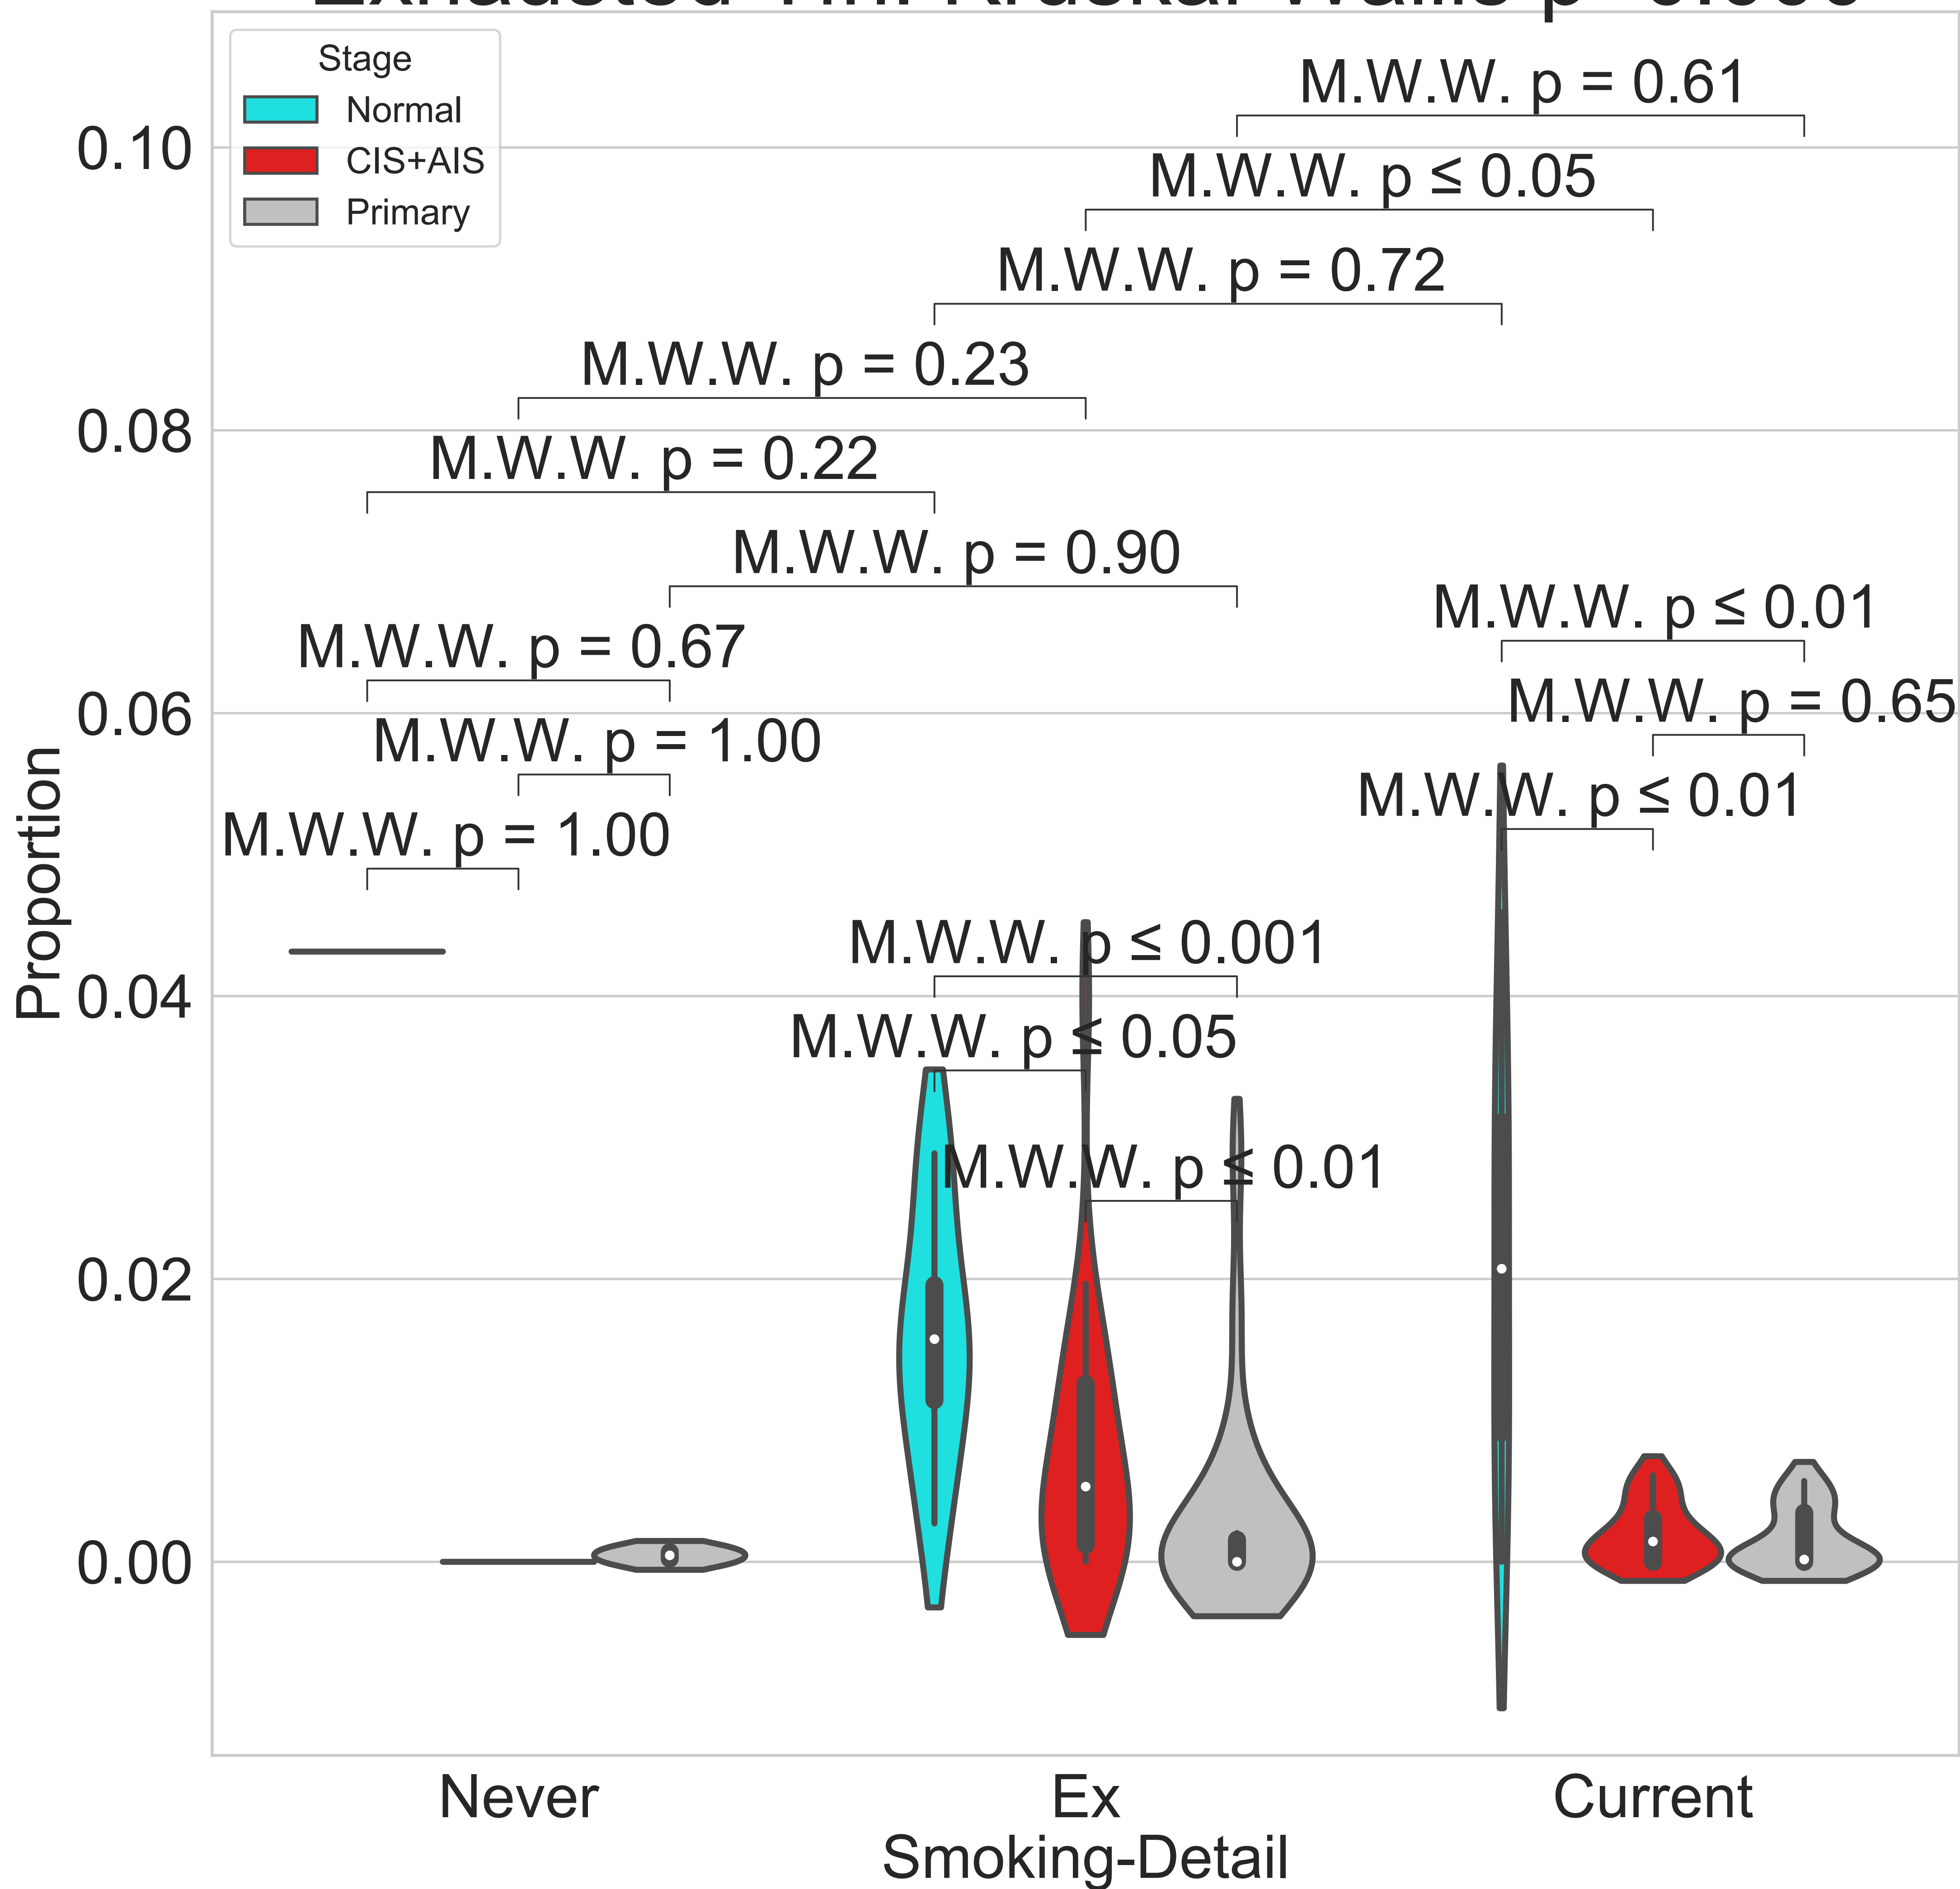 Stage
Normal
CIS+AIS
Primary
M.W.W. p = 0.61
M.W.W. p ≤ 0.05
M.W.W. p = 0.72
M.W.W. p = 0.23
M.W.W. p = 0.22
M.W.W. p = 0.90
M.W.W. p ≤ 0.01
M.W.W. p = 0.67
M.W.W. p = 0.65
M.W.W. p = 1.00
M.W.W. p ≤ 0.01
M.W.W. p = 1.00
M.W.W. p ≤ 0.001
M.W.W. p ≤ 0.05
M.W.W. p ≤ 0.01
0.10
0.08
0.06
0.04
0.02
0.00
Proportion
Never
Ex
Current
Smoking-Detail